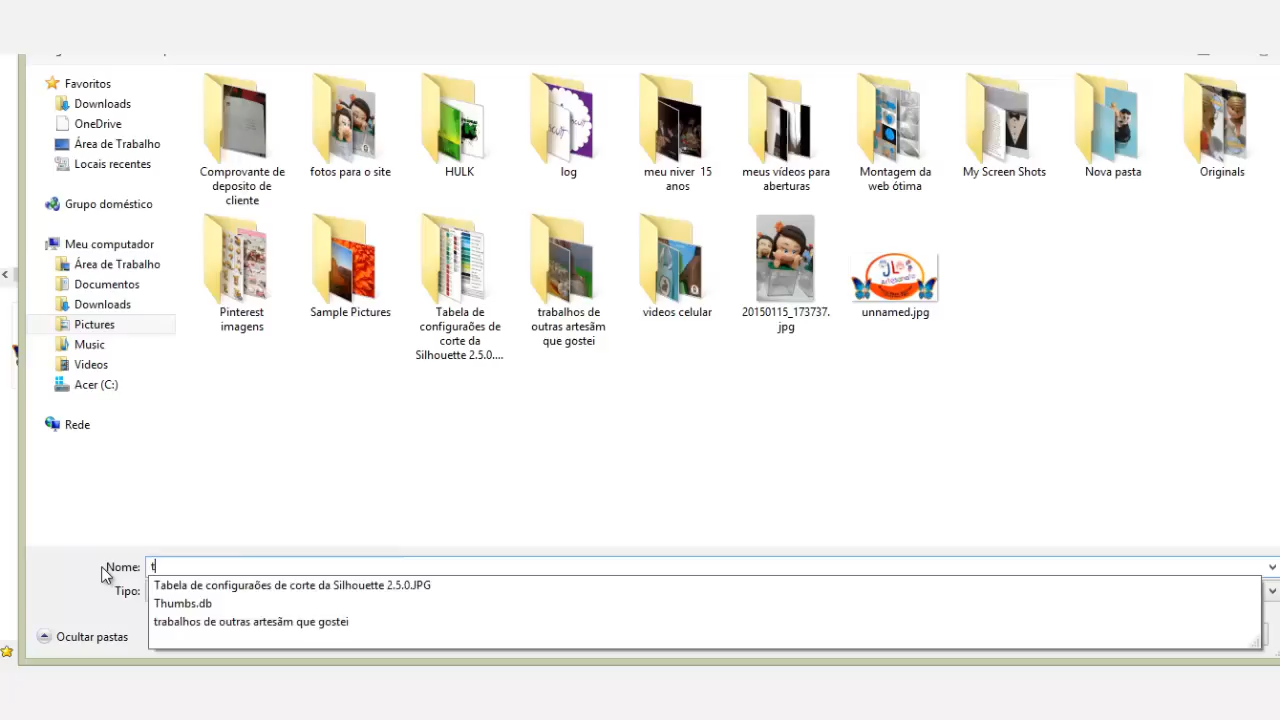 Favoritos
Downloads
OneDrive
Área de Trabalho
Locais recentes
Grupo doméstico
Meu computador
Área de Trabalho
Documentos
Downloads
Pictures
Music
Videos
Acer (C:)
Rede
Comprovante de
deposito de
cliente
fotos para o site
HULK
log
meu niver 15
anos
meus vídeos para
aberturas
Montagem da
web ótima
My Screen Shots
Nova pasta
Originals
Pinterest
imagens
Sample Pictures
Tabela de
configuraões de
corte da
Silhouette 2.5.0....
trabalhos de
outras artesãm
que gostei
videos celular
20150115_173737.
jpg
unnamed.jpg
Nome: t
Tipo:
Tabela de configuraões de corte da Silhouette 2.5.0.JPG
Thumbs.db
trabalhos de outras artesãm que gostei
Ocultar pastas